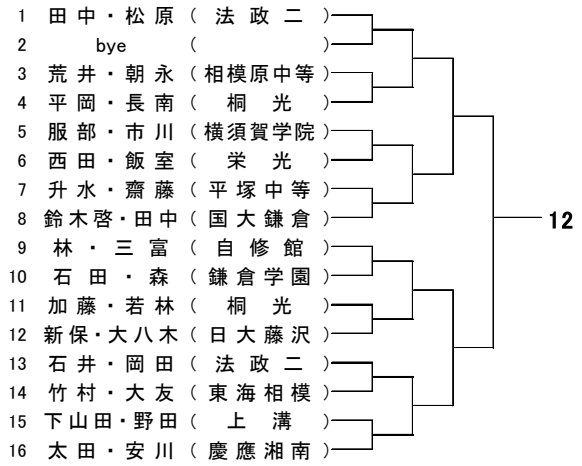 1 田中・松原 ( 法政二 )
2 bye ( )
3 荒井・朝永 ( 相模原中等 )
4 平岡・長南 ( 桐光 )
5 服部・市川 ( 横須賀学院 )
6 西田・飯室 ( 栄光 )
7 升水・齋藤 ( 平塚中等 )
8 鈴木啓・田中 ( 国大鎌倉 )
9 林・三富 ( 自修館 )
10 石田・森 ( 鎌倉学園 )
11 加藤・若林 ( 桐光 )
12 新保・大八木 ( 日大藤沢 )
13 石井・岡田 ( 法政二 )
14 竹村・大友 ( 東海相模 )
15 下山田・野田 ( 上溝 )
16 太田・安川 ( 慶應湘南 )
12